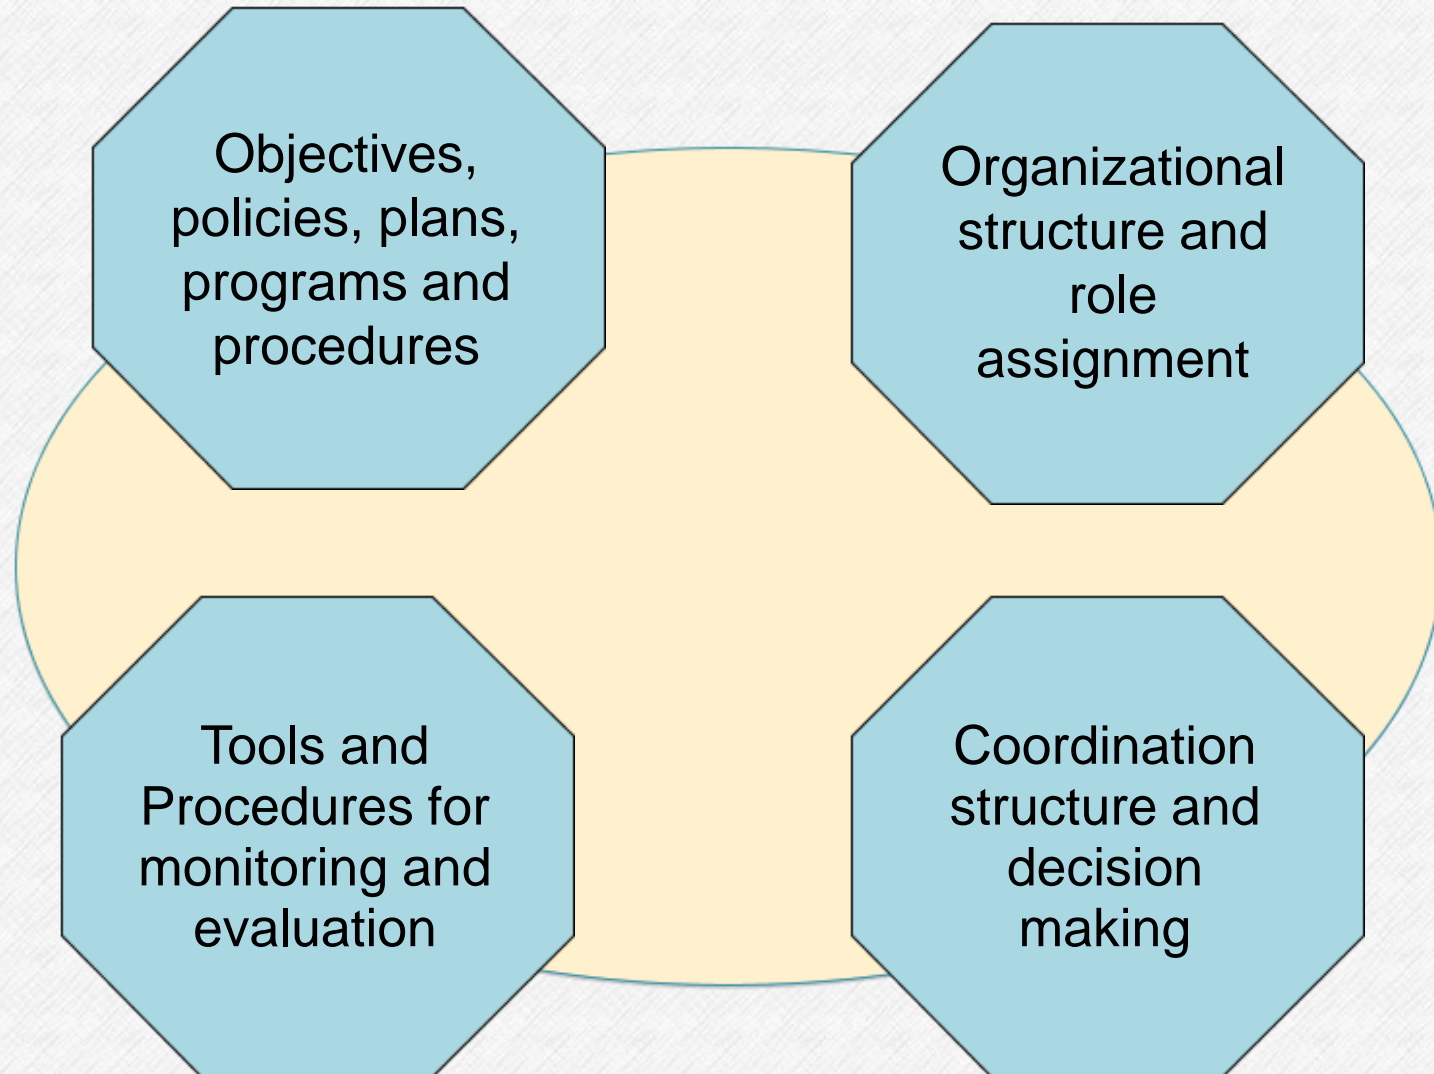 Objectives,
policies, plans,
programs and
procedures
Organizational
structure and
role
assignment
Tools and
Procedures for
monitoring and
evaluation
Coordination
structure and
decision
making